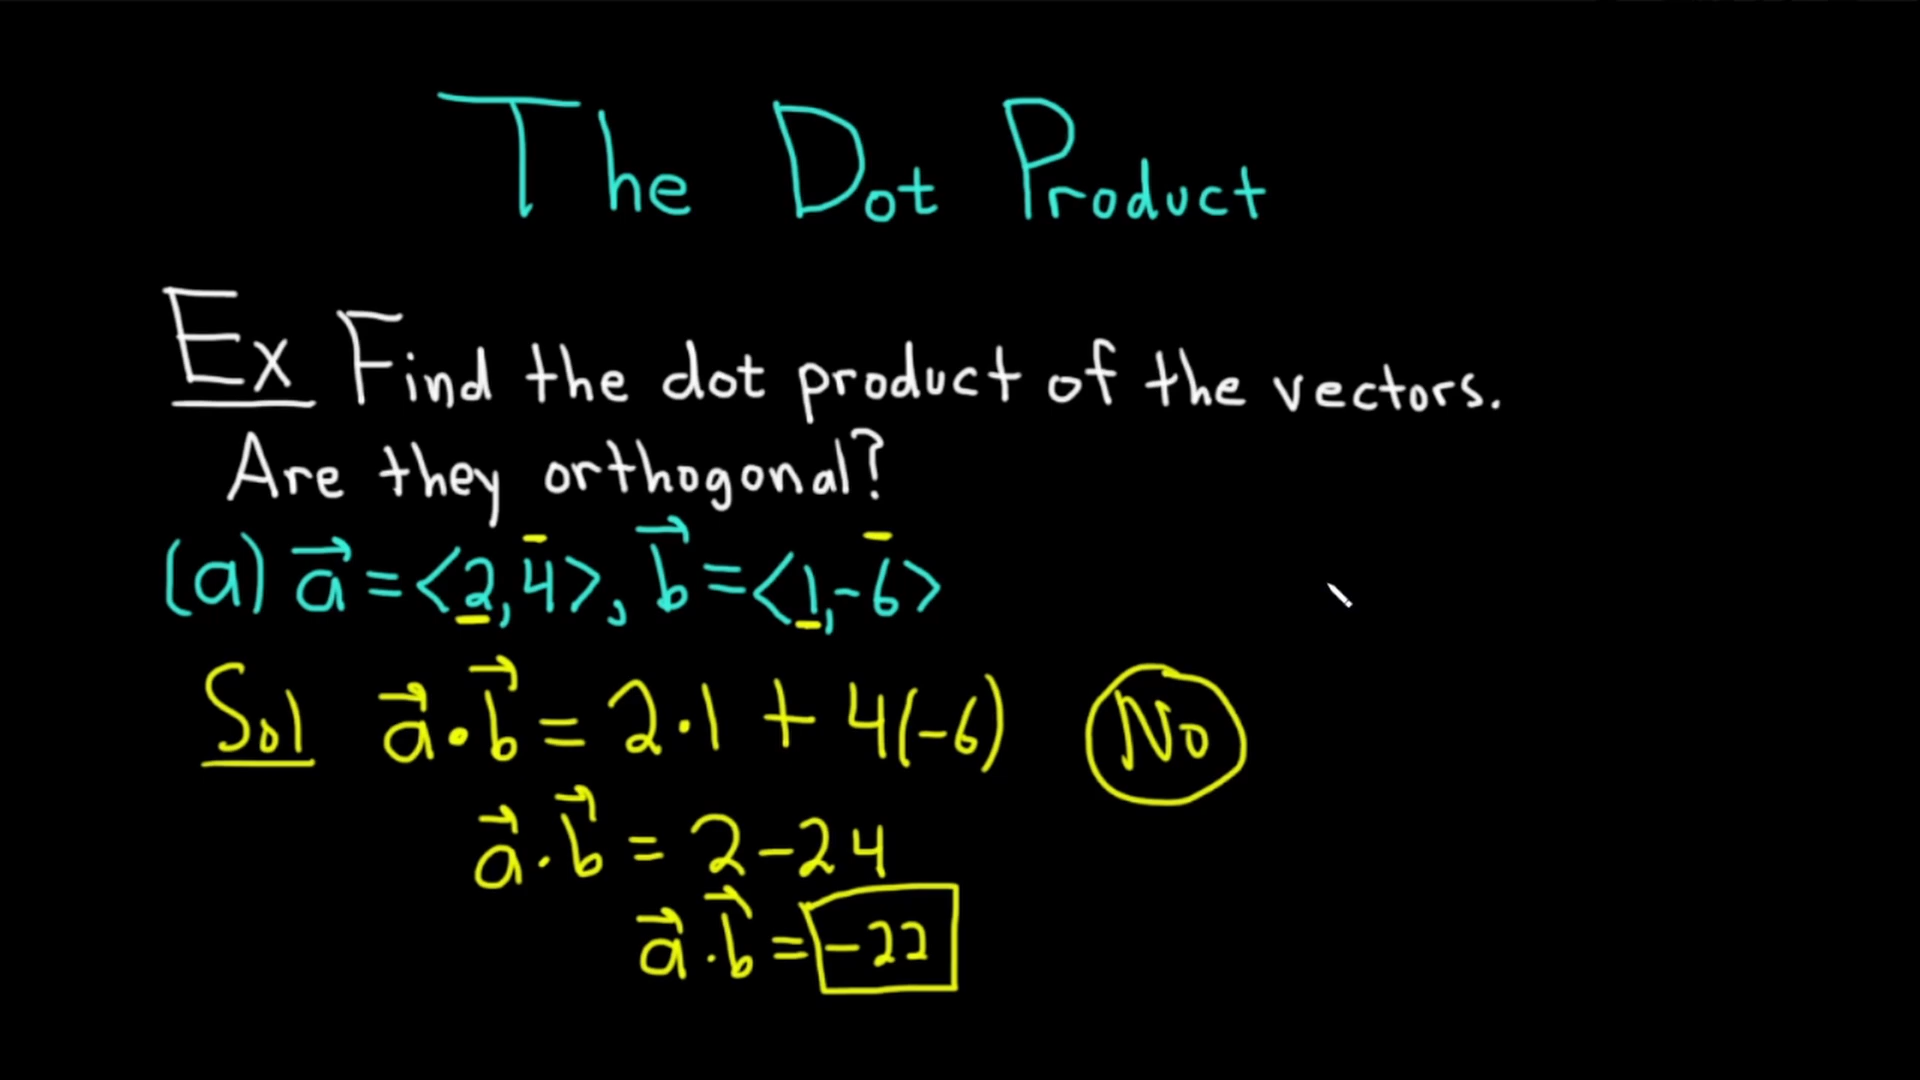 The Dot Product
Ex Find the dot product of the vectors.
Are they orthogonal?
(a) a⃗ = <2, 4>, b⃗ = <1, -6>
Sol a⃗ · b⃗ = 2·1 + 4(-6) No
a⃗ · b⃗ = 2 - 24
a⃗ · b⃗ = -22